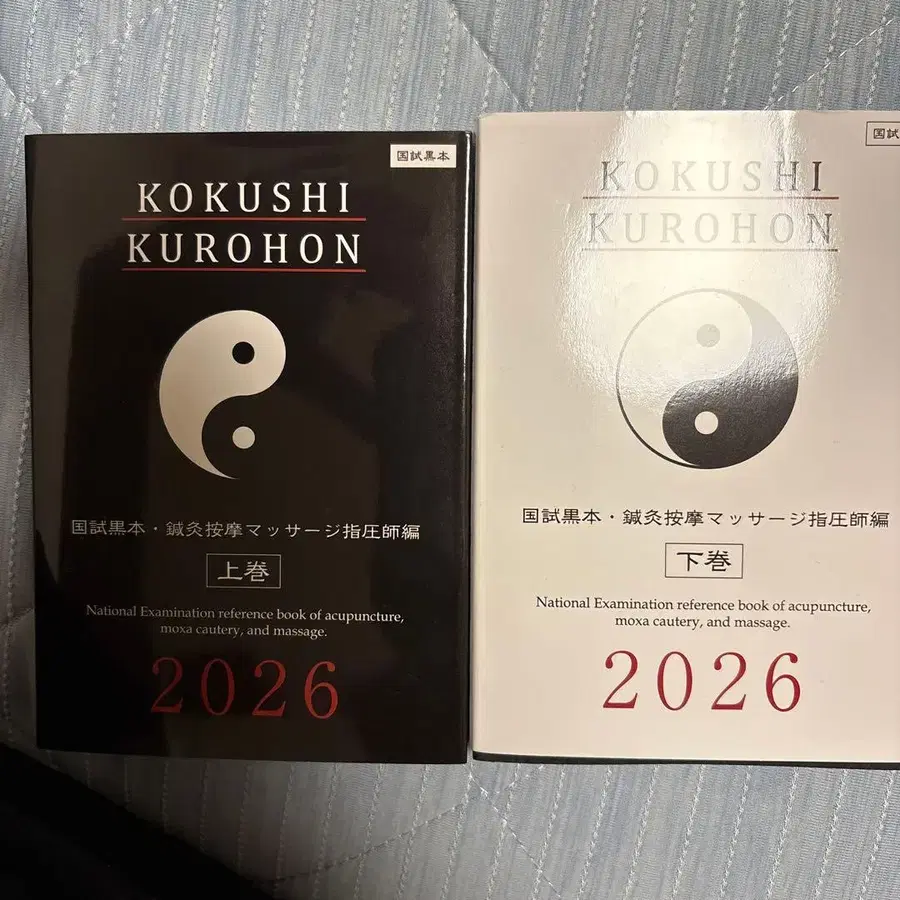 国試黒本
KOKUSHI
KUROHON
国試黒本・鍼灸按摩マッサージ指圧師編
上巻
National Examination reference book of acupuncture,
moxa cautery, and massage.
2026
国試
KOKUSHI
KUROHON
国試黒本・鍼灸按摩マッサージ指圧師編
下巻
National Examination reference book of acupuncture,
moxa cautery, and massage.
2026